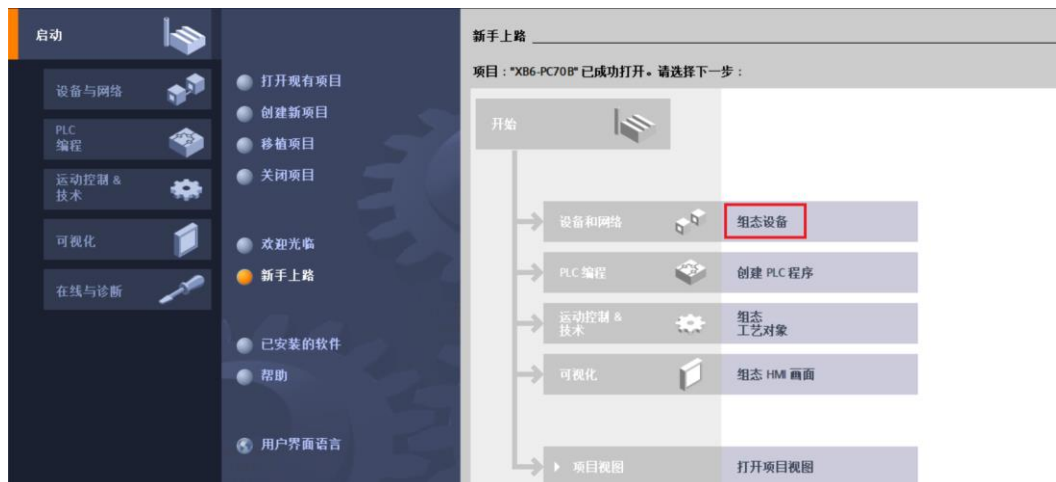 启动
设备与网络
PLC
编程
运动控制 &
技术
可视化
在线与诊断
打开现有项目
创建新项目
移植项目
关闭项目
欢迎光临
新手上路
已安装的软件
帮助
用户界面语言
新手上路
项目："XB6-PC70B" 已成功打开。请选择下一步：
开始
设备和网络
组态设备
PLC 编程
创建 PLC 程序
运动控制 &
技术
组态
工艺对象
可视化
组态 HMI 画面
项目视图
打开项目视图